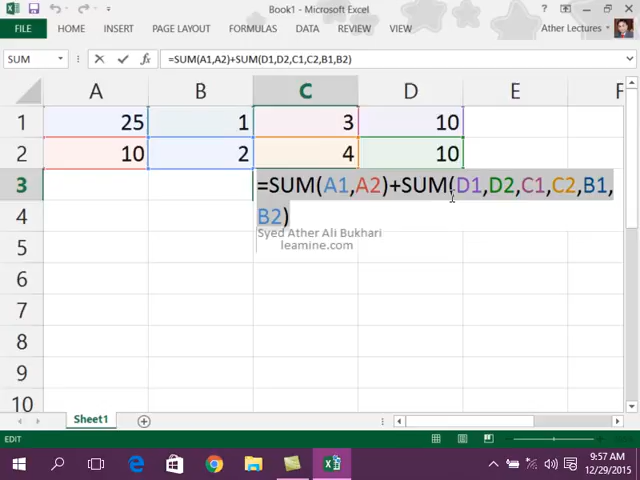 Book1 - Microsoft Excel
FILE HOME INSERT PAGE LAYOUT FORMULAS DATA REVIEW VIEW Ather Lectures
SUM =SUM(A1,A2)+SUM(D1,D2,C1,C2,B1,B2)
A B C D E F
1 25 1 3 10
2 10 2 4 10
3 =SUM(A1,A2)+SUM(D1,D2,C1,C2,B1,
4 B2)
Syed Ather Ali Bukhari
5 leamine.com
6
7
8
9
10
Sheet1
EDIT
9:57 AM
12/29/2015